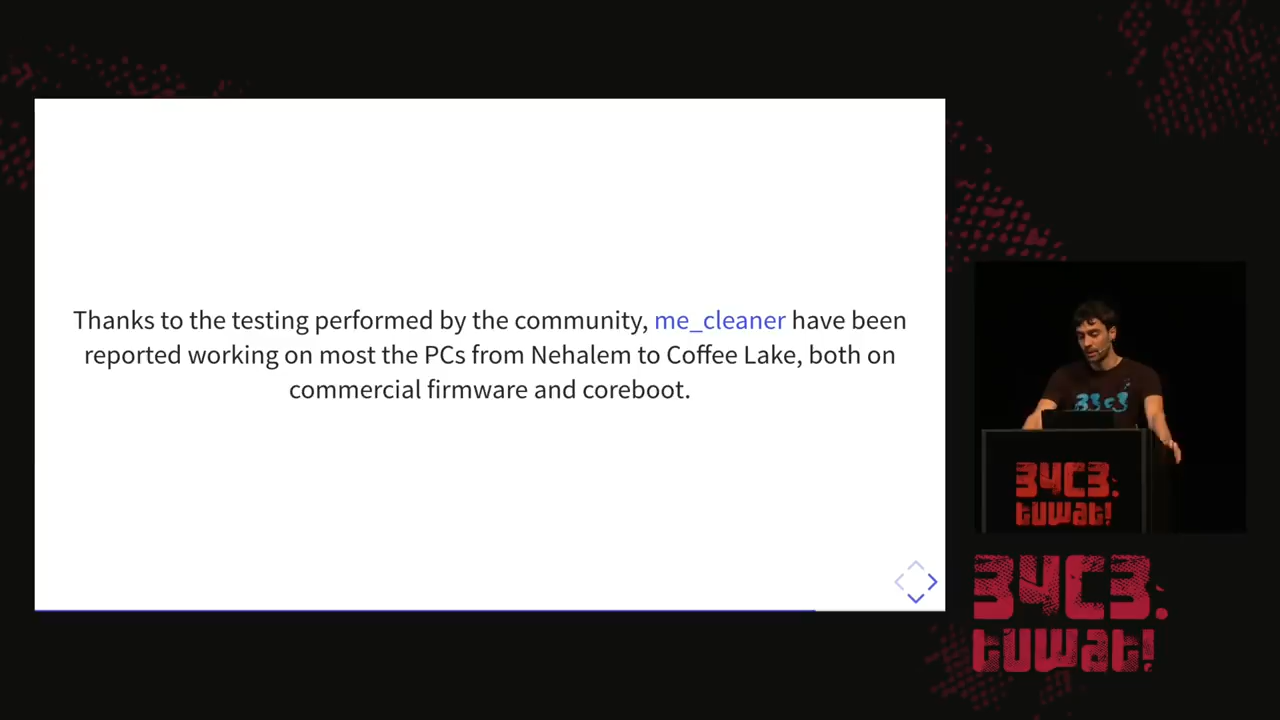 Thanks to the testing performed by the community, me_cleaner have been
reported working on most the PCs from Nehalem to Coffee Lake, both on
commercial firmware and coreboot.
33c3
34C3.
tuwat!
34C3.
tuwat!